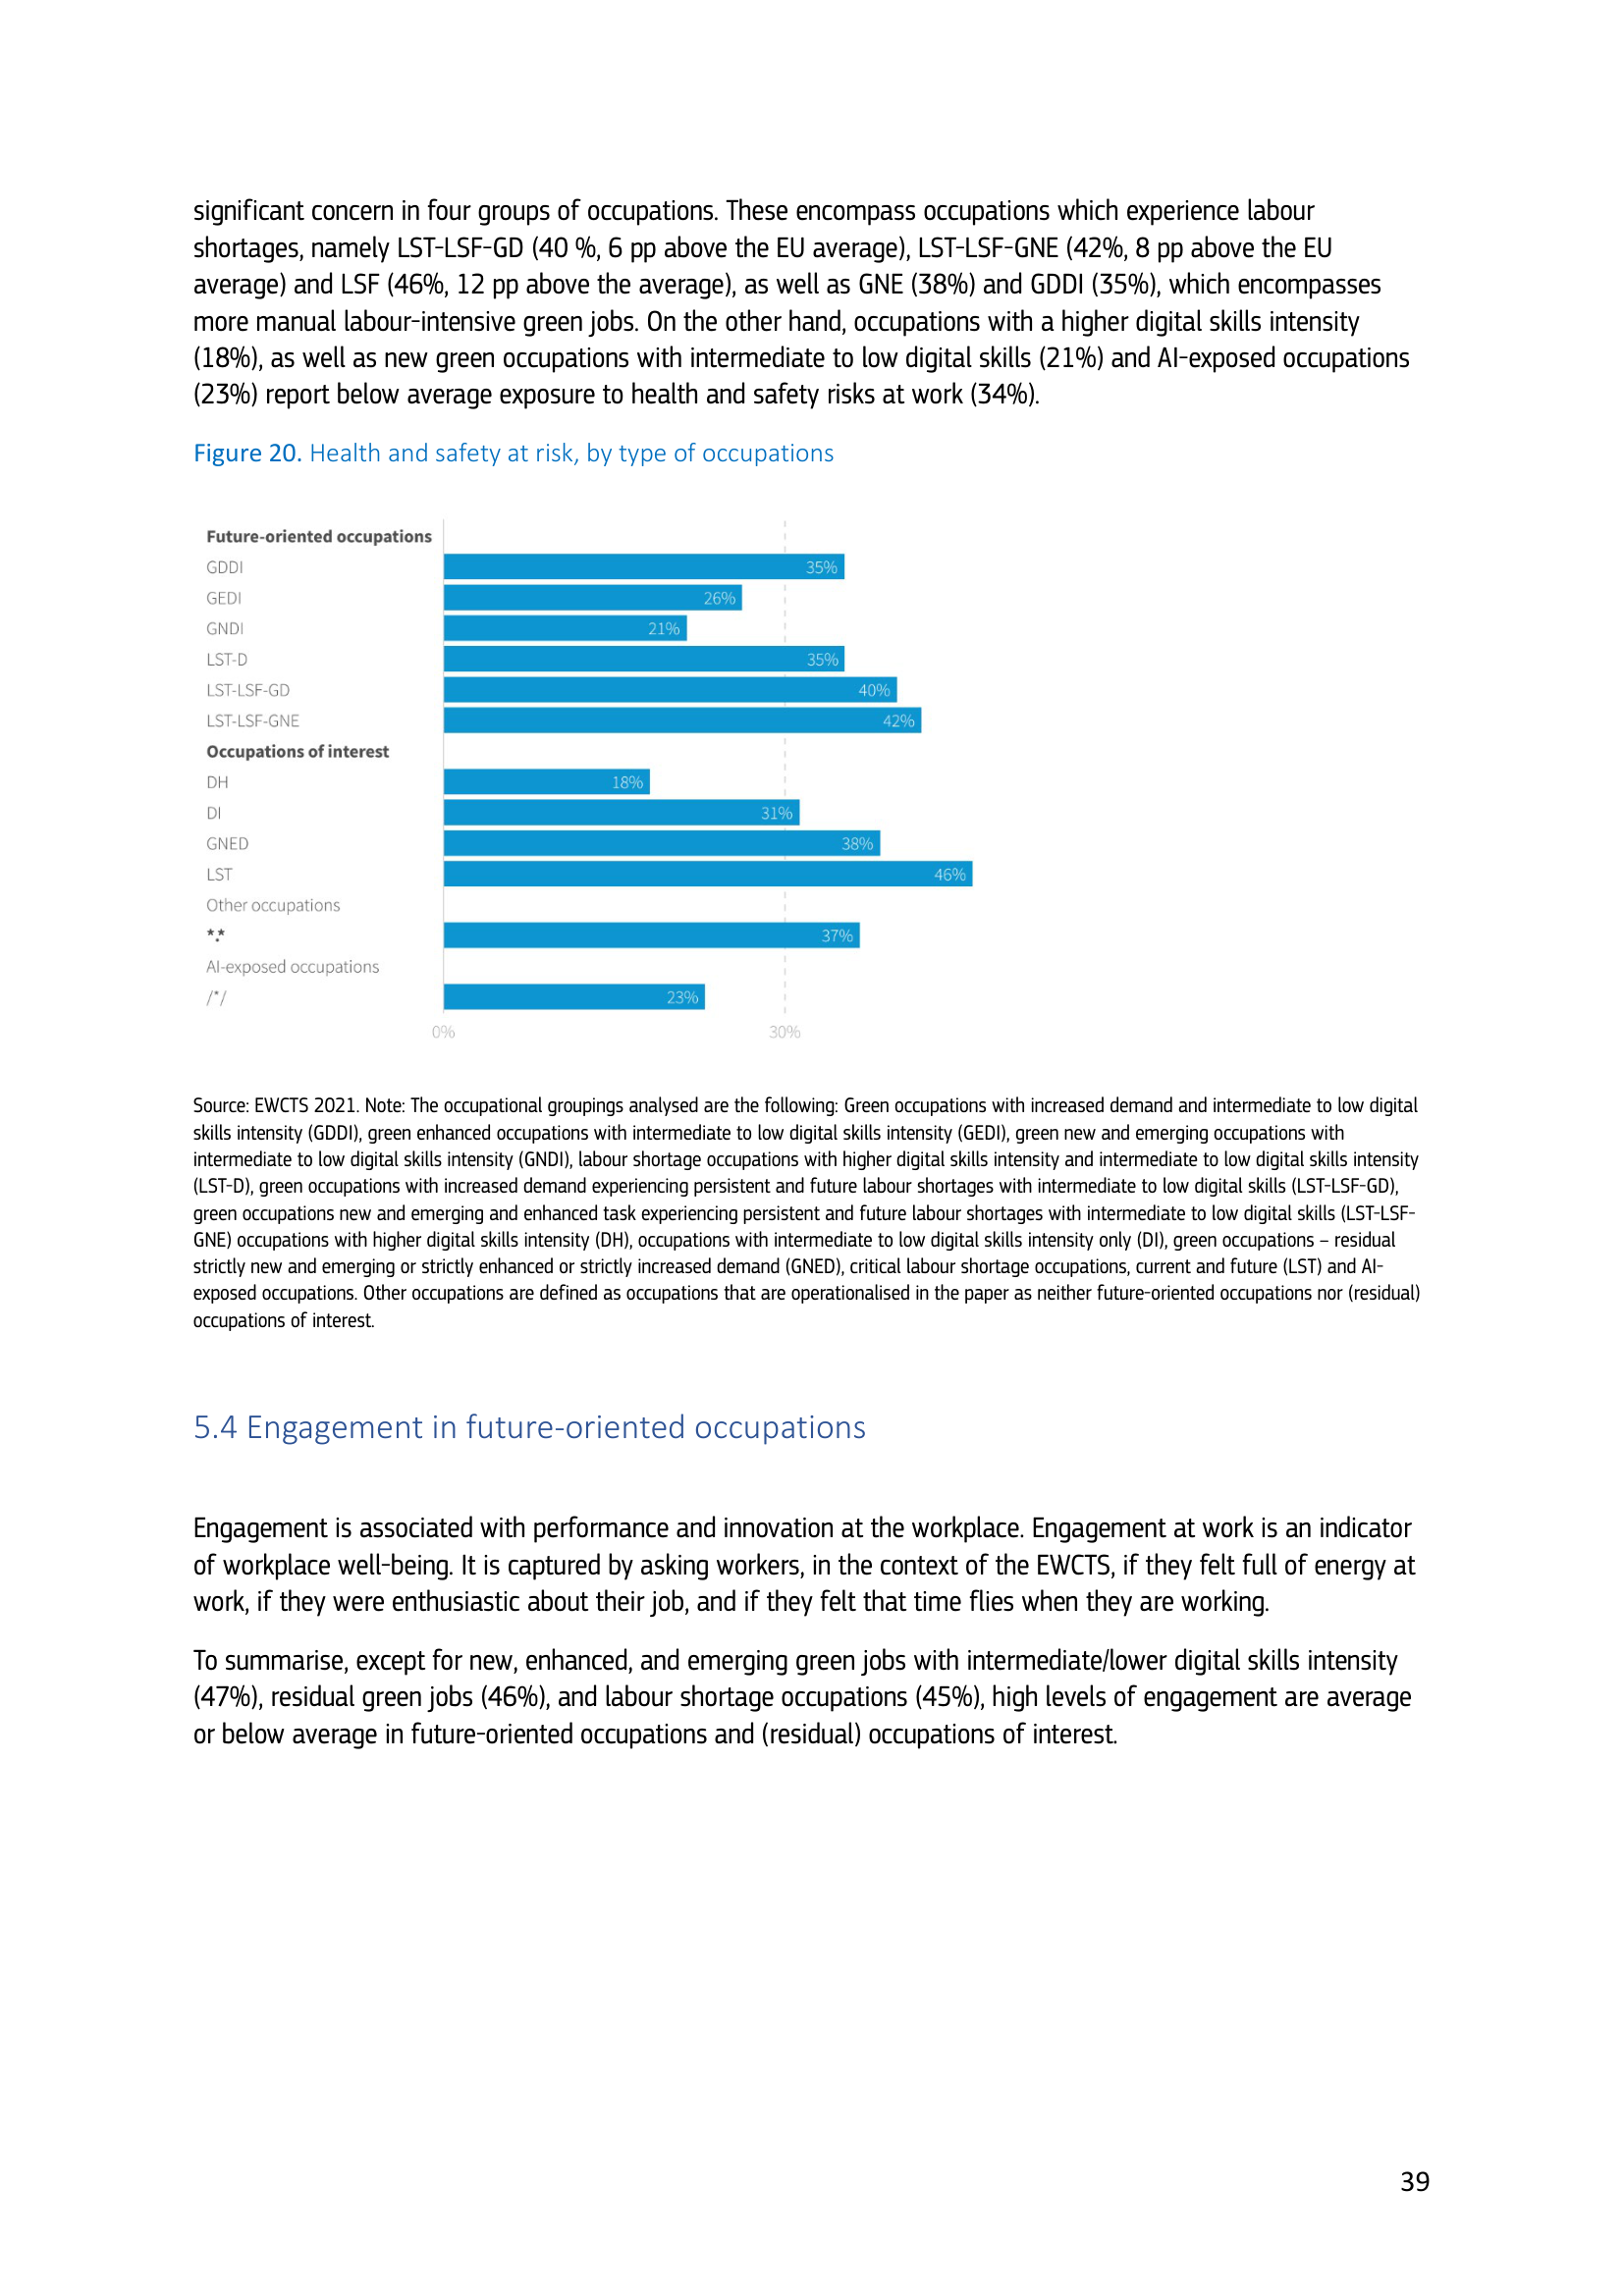 significant concern in four groups of occupations. These encompass occupations which experience labour
shortages, namely LST-LSF-GD (40 %, 6 pp above the EU average), LST-LSF-GNE (42%, 8 pp above the EU
average) and LSF (46%, 12 pp above the average), as well as GNE (38%) and GDDI (35%), which encompasses
more manual labour-intensive green jobs. On the other hand, occupations with a higher digital skills intensity
(18%), as well as new green occupations with intermediate to low digital skills (21%) and AI-exposed occupations
(23%) report below average exposure to health and safety risks at work (34%).
Figure 20. Health and safety at risk, by type of occupations
Future-oriented occupations
GDDI 35%
GEDI 26%
GNDI 21%
LST-D 35%
LST-LSF-GD 40%
LST-LSF-GNE 42%
Occupations of interest
DH 18%
DI 31%
GNED 38%
LST 46%
Other occupations
*.* 37%
AI-exposed occupations
/*/ 23%
0% 30%
Source: EWCTS 2021. Note: The occupational groupings analysed are the following: Green occupations with increased demand and intermediate to low digital
skills intensity (GDDI), green enhanced occupations with intermediate to low digital skills intensity (GEDI), green new and emerging occupations with
intermediate to low digital skills intensity (GNDI), labour shortage occupations with higher digital skills intensity and intermediate to low digital skills intensity
(LST-D), green occupations with increased demand experiencing persistent and future labour shortages with intermediate to low digital skills (LST-LSF-GD),
green occupations new and emerging and enhanced task experiencing persistent and future labour shortages with intermediate to low digital skills (LST-LSF-
GNE) occupations with higher digital skills intensity (DH), occupations with intermediate to low digital skills intensity only (DI), green occupations – residual
strictly new and emerging or strictly enhanced or strictly increased demand (GNED), critical labour shortage occupations, current and future (LST) and AI-
exposed occupations. Other occupations are defined as occupations that are operationalised in the paper as neither future-oriented occupations nor (residual)
occupations of interest.
5.4 Engagement in future-oriented occupations
Engagement is associated with performance and innovation at the workplace. Engagement at work is an indicator
of workplace well-being. It is captured by asking workers, in the context of the EWCTS, if they felt full of energy at
work, if they were enthusiastic about their job, and if they felt that time flies when they are working.
To summarise, except for new, enhanced, and emerging green jobs with intermediate/lower digital skills intensity
(47%), residual green jobs (46%), and labour shortage occupations (45%), high levels of engagement are average
or below average in future-oriented occupations and (residual) occupations of interest.
39